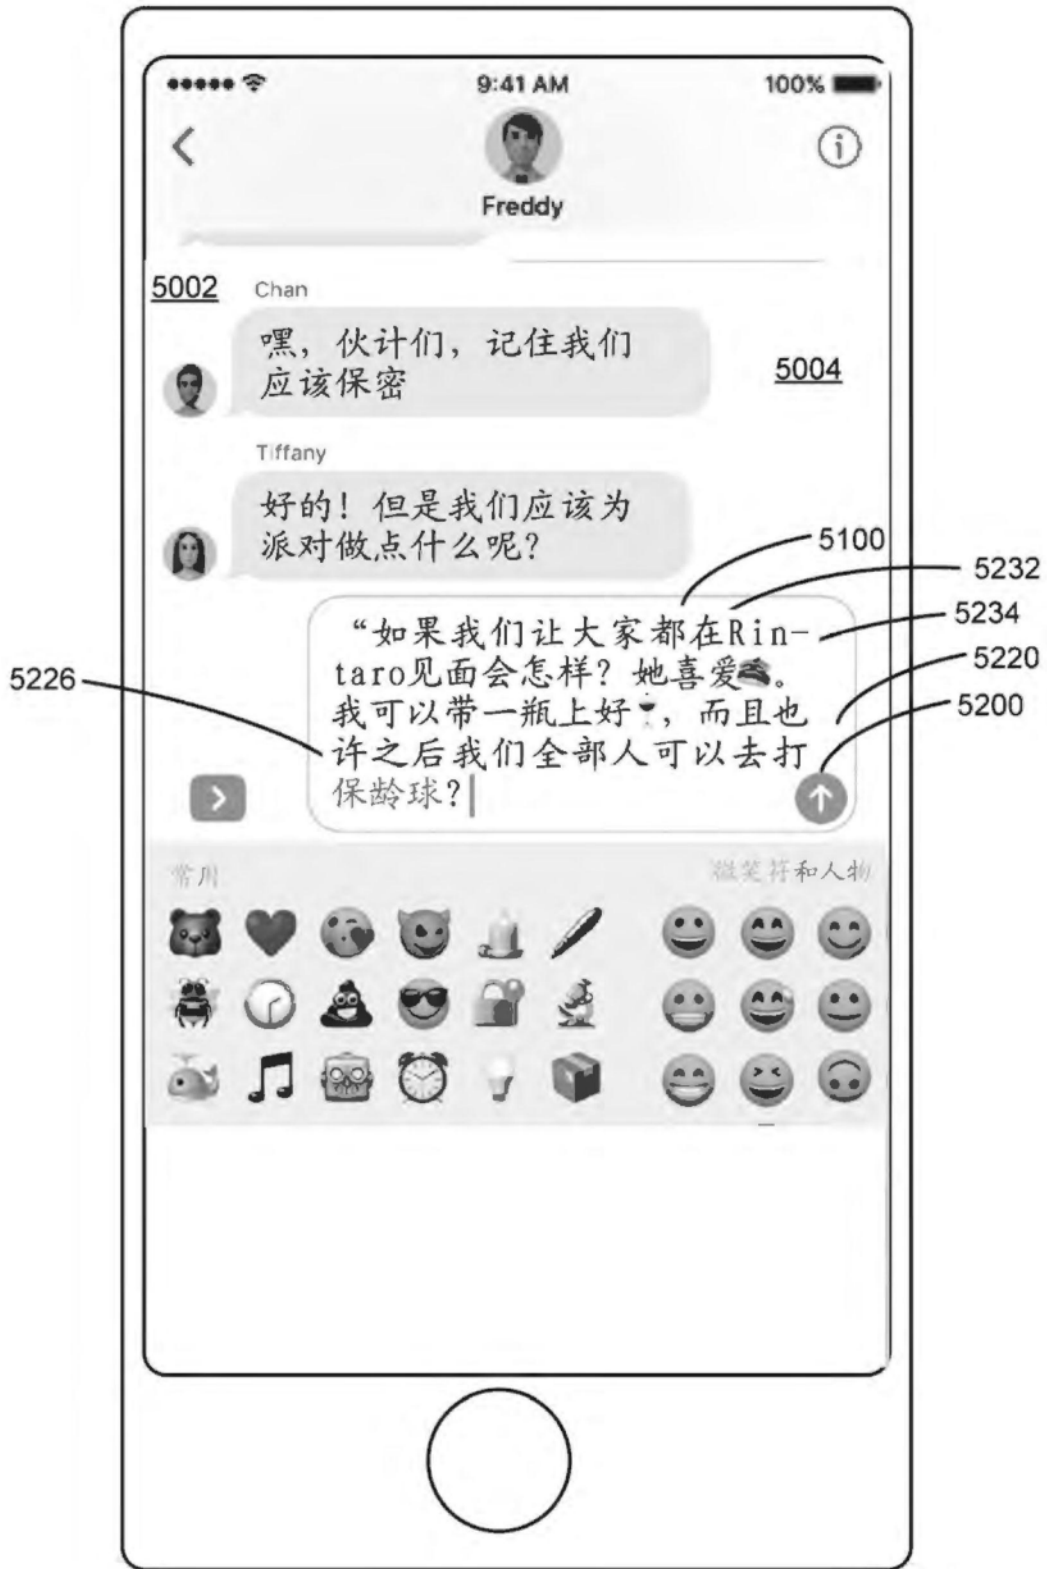 9:41 AM 100%
Freddy
5002 Chan
嘿，伙计们，记住我们
应该保密
5004
Tiffany
好的！但是我们应该为
派对做点什么呢？
5100
5232
5234
5220
5200
5226
“如果我们让大家都在Rin-
taro见面会怎样？她喜爱🍰。
我可以带一瓶上好🍷，而且也
许之后我们全部人可以去打
保龄球？
常用 微笑符和人物